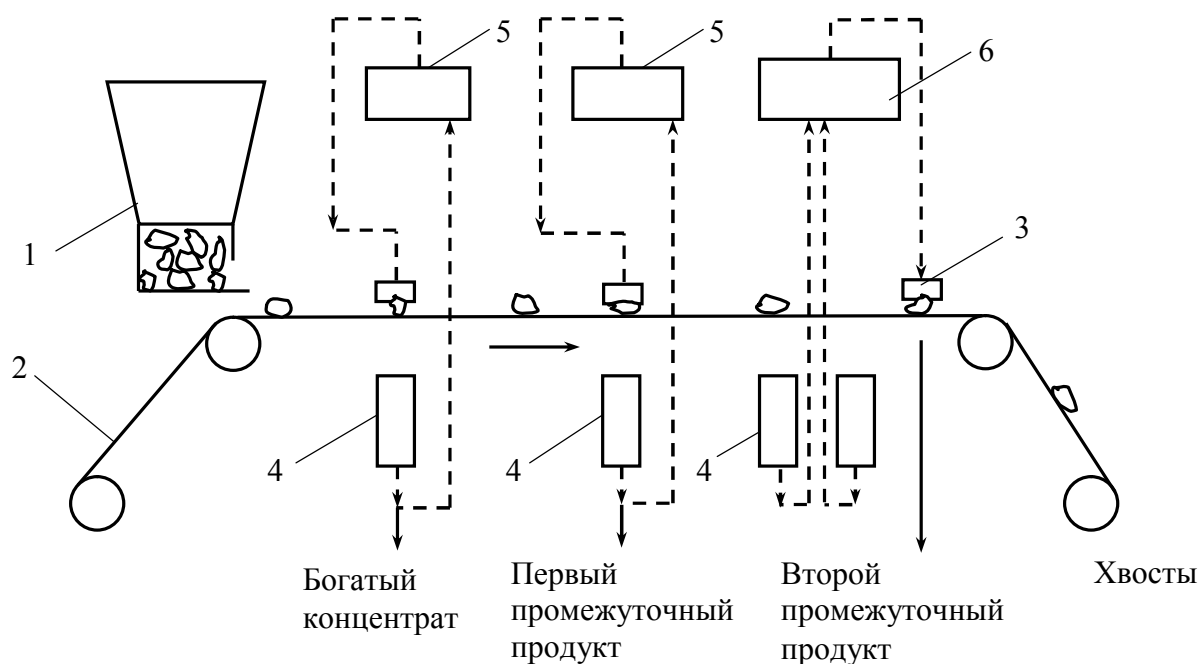 5
5
6
1
3
2
4
4
4
Богатый
концентрат
Первый
промежуточный
продукт
Второй
промежуточный
продукт
Хвосты